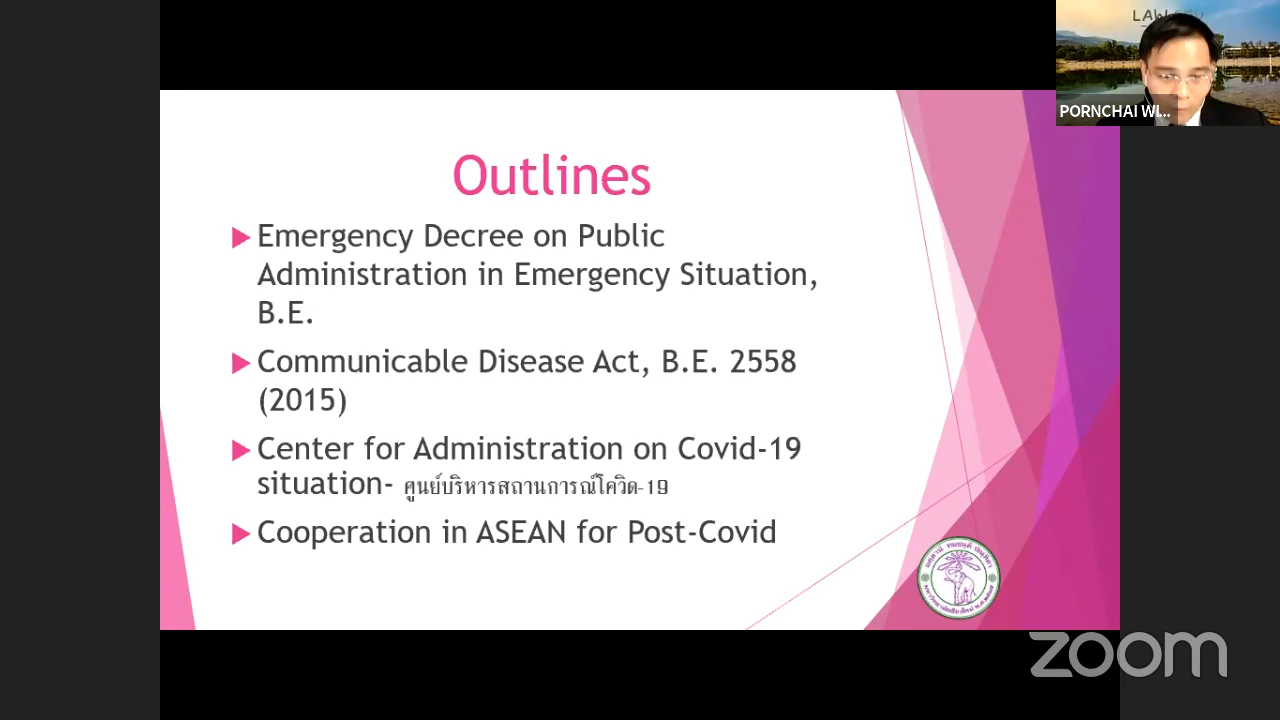 LAW
PORNCHAI WI...
Outlines
Emergency Decree on Public
Administration in Emergency Situation,
B.E.
Communicable Disease Act, B.E. 2558
(2015)
Center for Administration on Covid-19
situation- ศูนย์บริหารสถานการณ์โควิด-19
Cooperation in ASEAN for Post-Covid
zoom